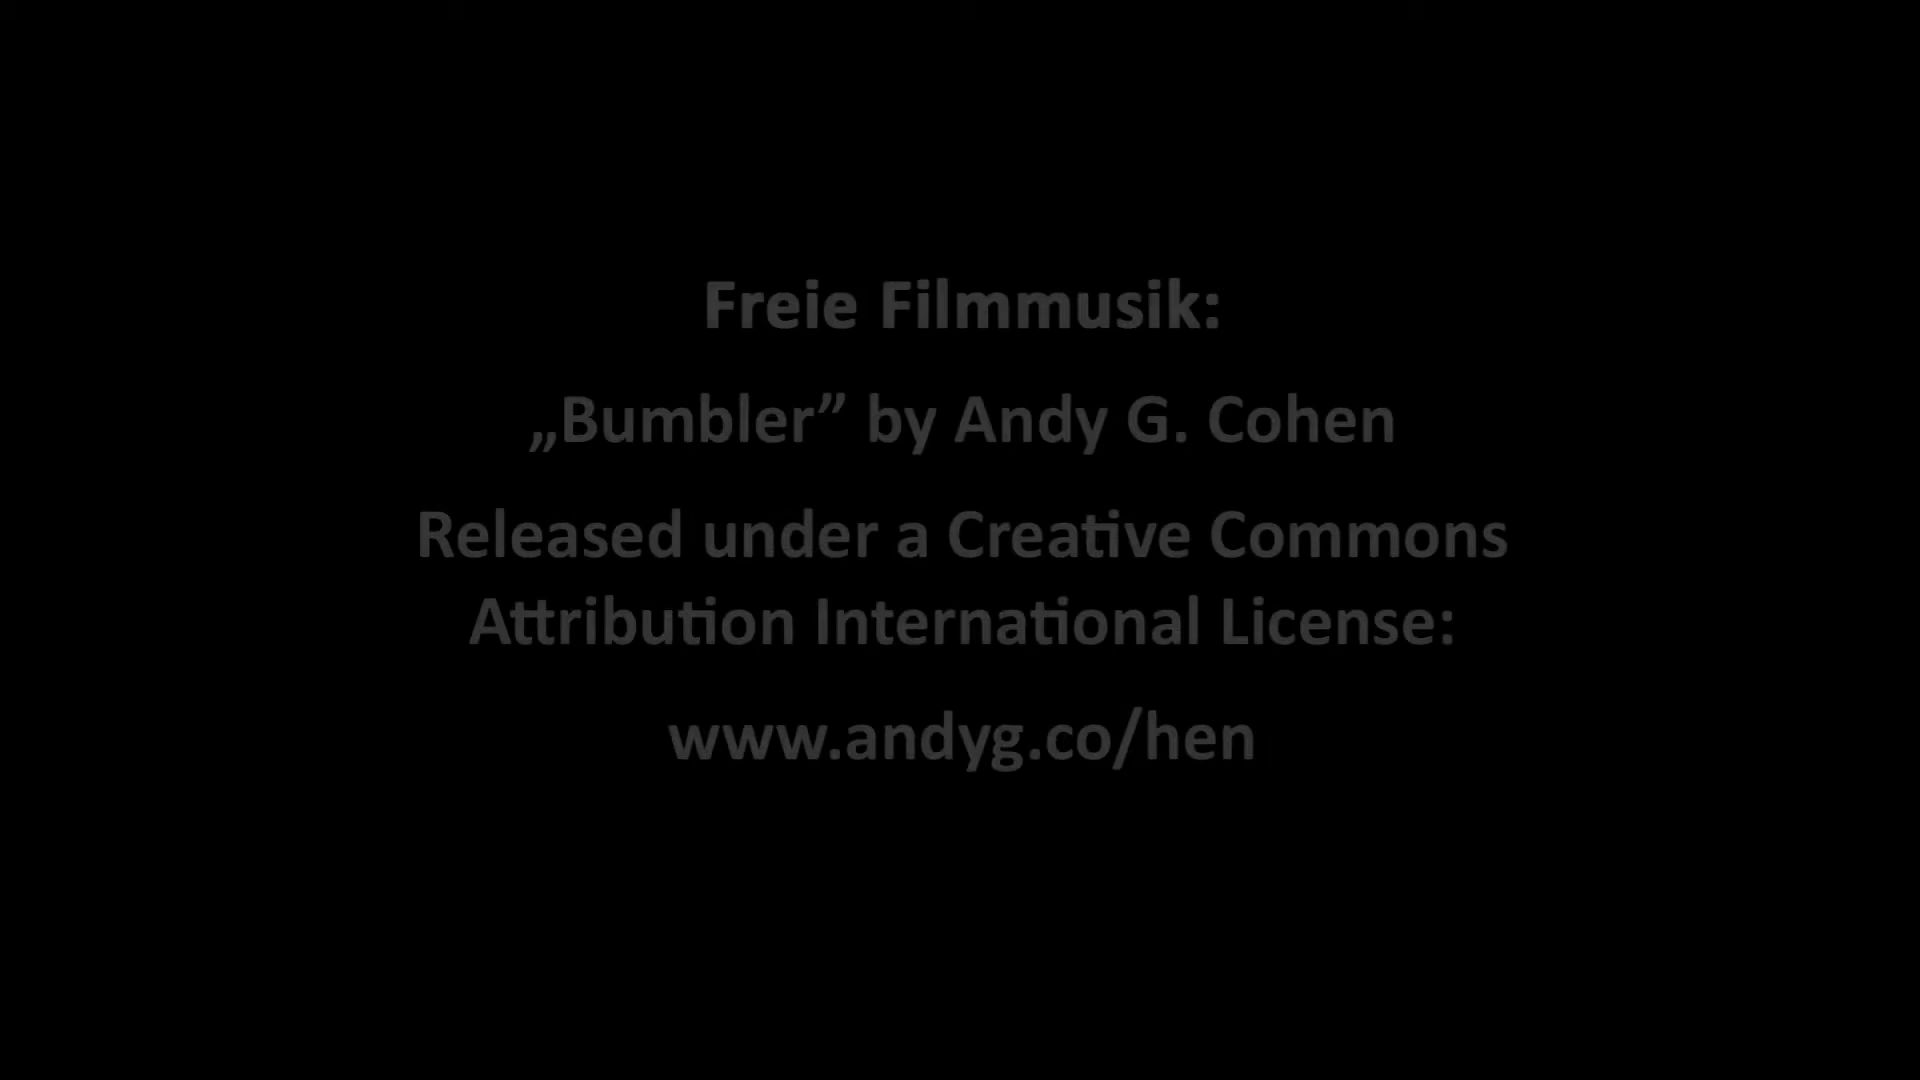 Freie Filmmusik:
„Bumbler” by Andy G. Cohen
Released under a Creative Commons
Attribution International License:
www.andyg.co/hen